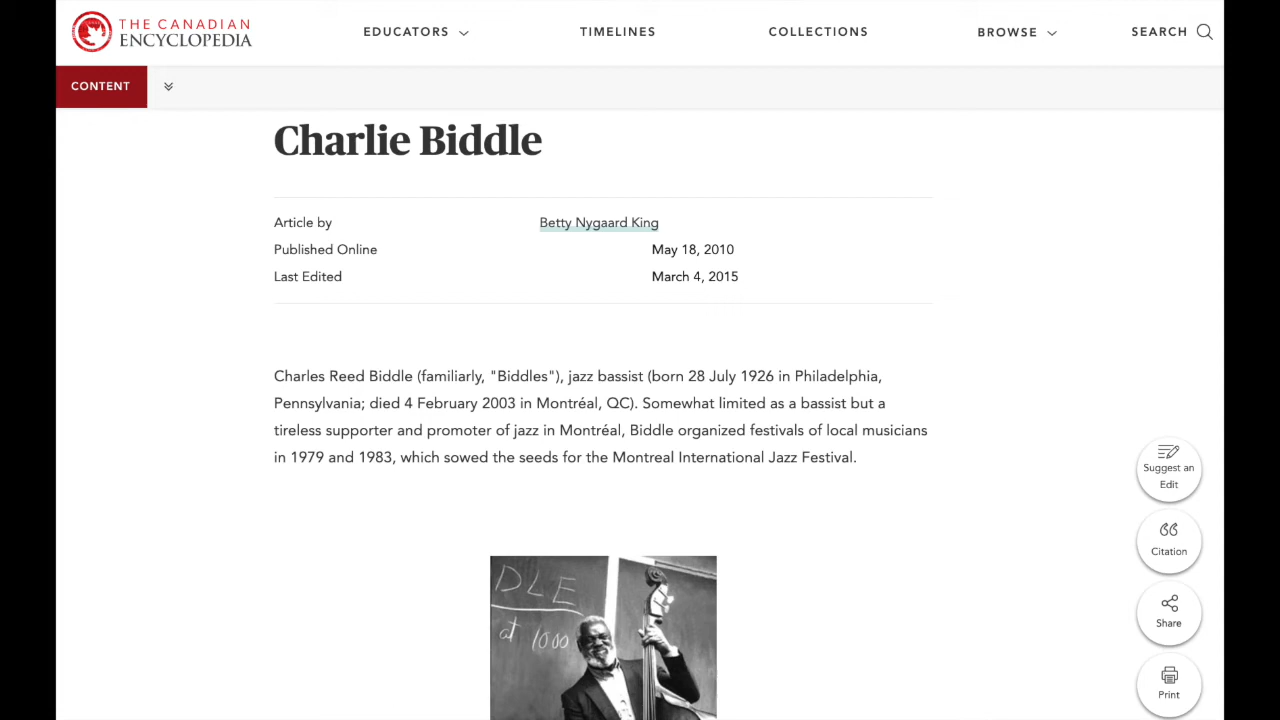 THE CANADIAN
ENCYCLOPEDIA
EDUCATORS
TIMELINES
COLLECTIONS
BROWSE
SEARCH
CONTENT
Charlie Biddle
Article by Betty Nygaard King
Published Online May 18, 2010
Last Edited March 4, 2015
Charles Reed Biddle (familiarly, "Biddles"), jazz bassist (born 28 July 1926 in Philadelphia,
Pennsylvania; died 4 February 2003 in Montréal, QC). Somewhat limited as a bassist but a
tireless supporter and promoter of jazz in Montréal, Biddle organized festivals of local musicians
in 1979 and 1983, which sowed the seeds for the Montreal International Jazz Festival.
DLE
at 10:00
Suggest an
Edit
Citation
Share
Print